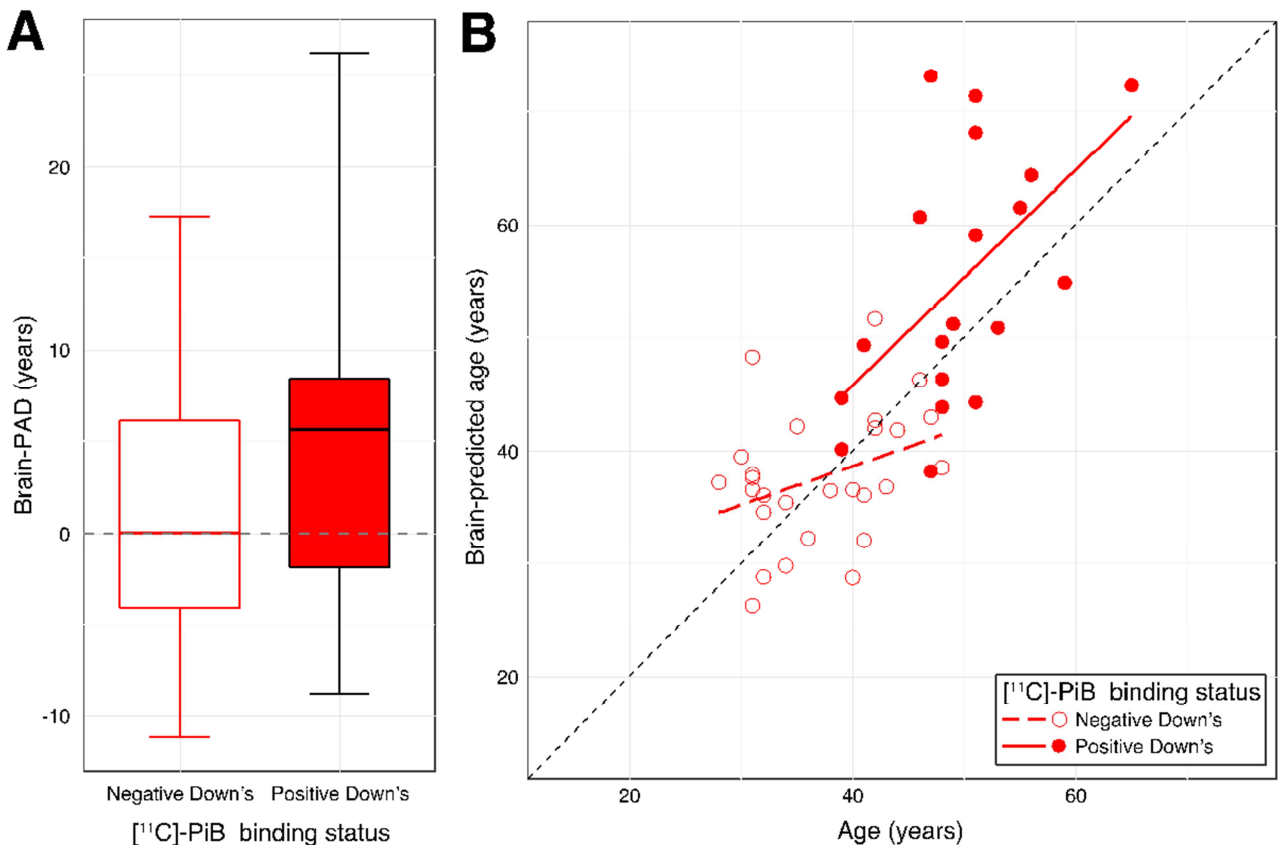 A
Brain-PAD (years)
20
10
0
-10
Negative Down's Positive Down's
[¹¹C]-PiB binding status
B
Brain-predicted age (years)
60
40
20
20 40 60
Age (years)
[¹¹C]-PiB binding status
Negative Down's
Positive Down's